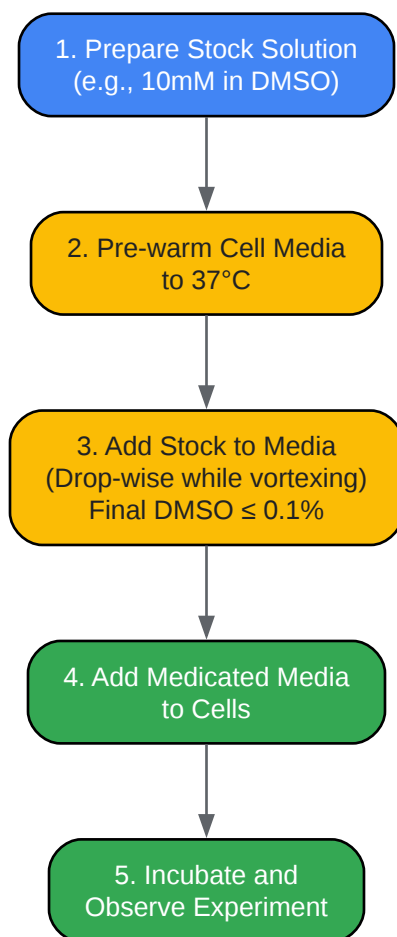 1. Prepare Stock Solution
(e.g., 10mM in DMSO)
2. Pre-warm Cell Media
to 37°C
3. Add Stock to Media
(Drop-wise while vortexing)
Final DMSO ≤ 0.1%
4. Add Medicated Media
to Cells
5. Incubate and
Observe Experiment